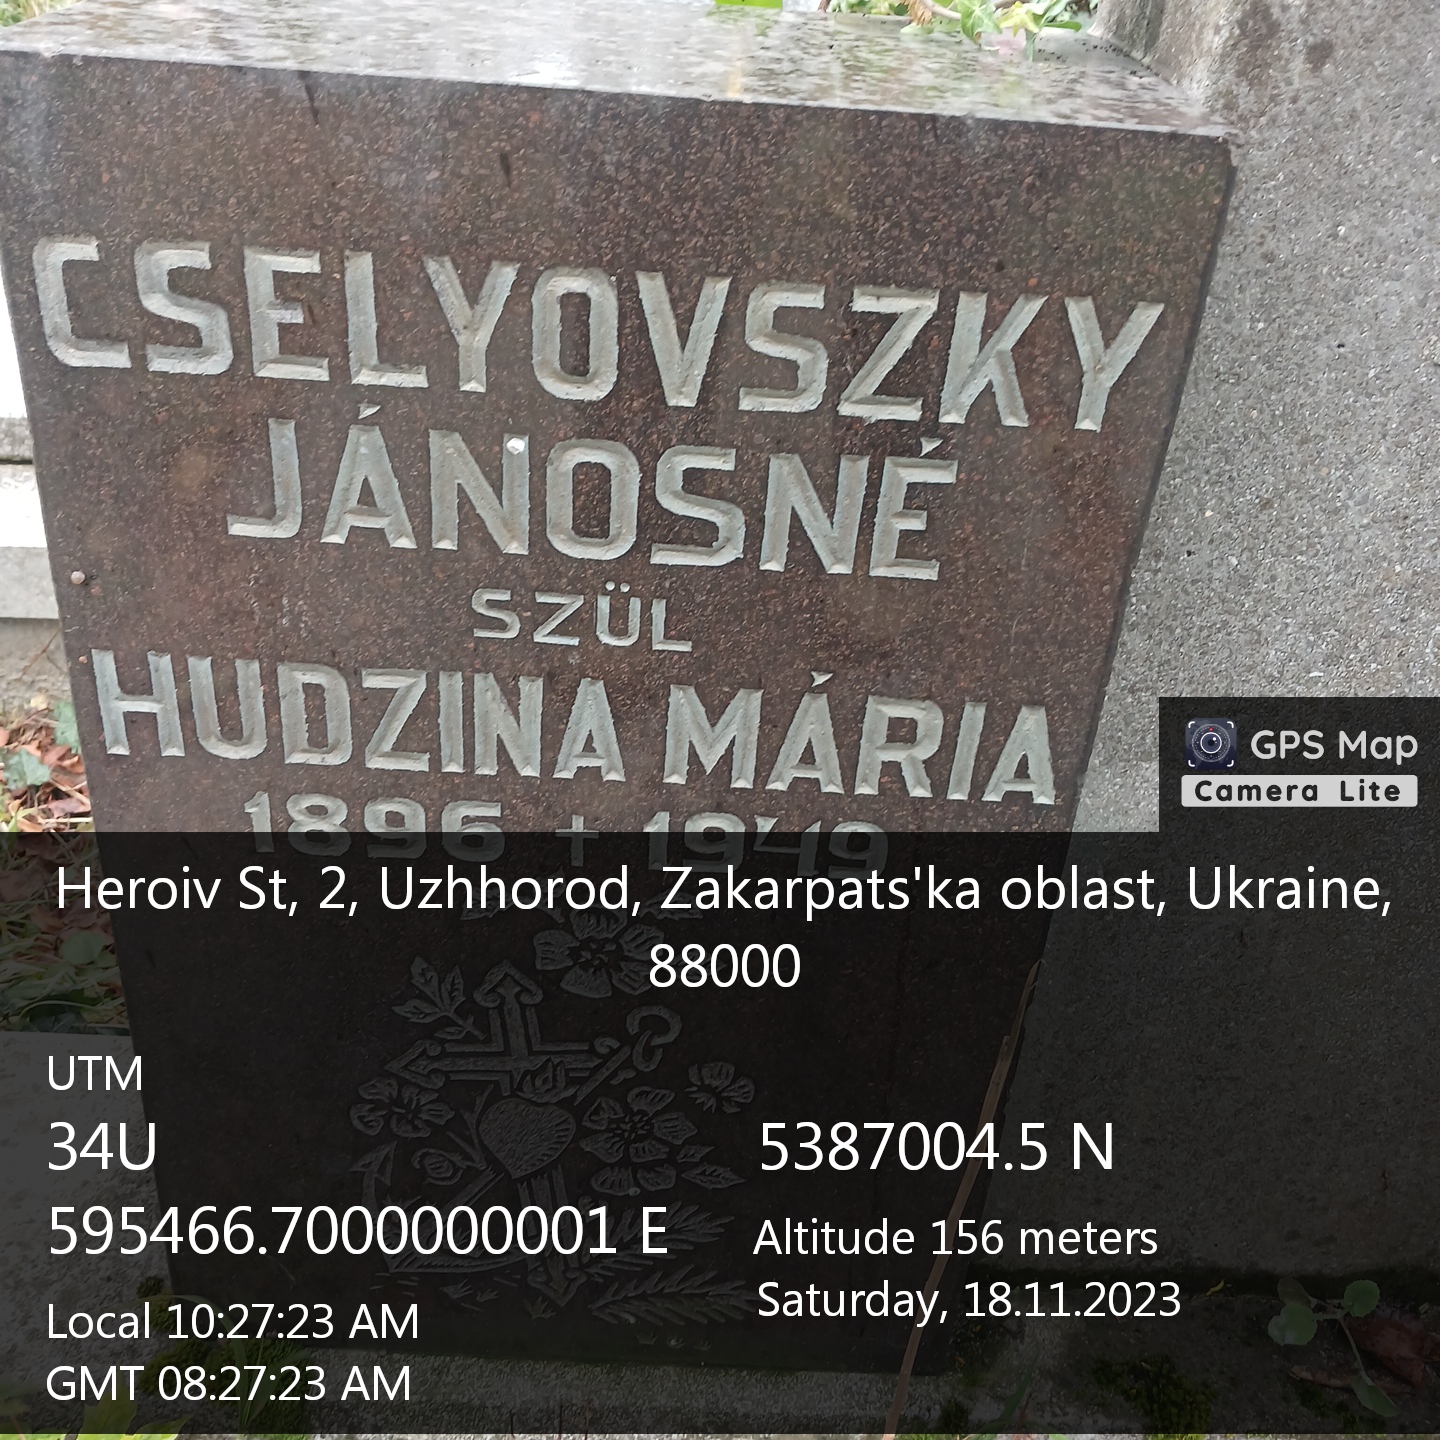 CSELYOVSZKY
JÁNOSNÉ
SZÜL
HUDZINA MÁRIA
1896 + 1949
GPS Map
Camera Lite
Heroiv St, 2, Uzhhorod, Zakarpats'ka oblast, Ukraine,
88000
UTM
34U
5387004.5 N
595466.7000000001 E
Altitude 156 meters
Saturday, 18.11.2023
Local 10:27:23 AM
GMT 08:27:23 AM